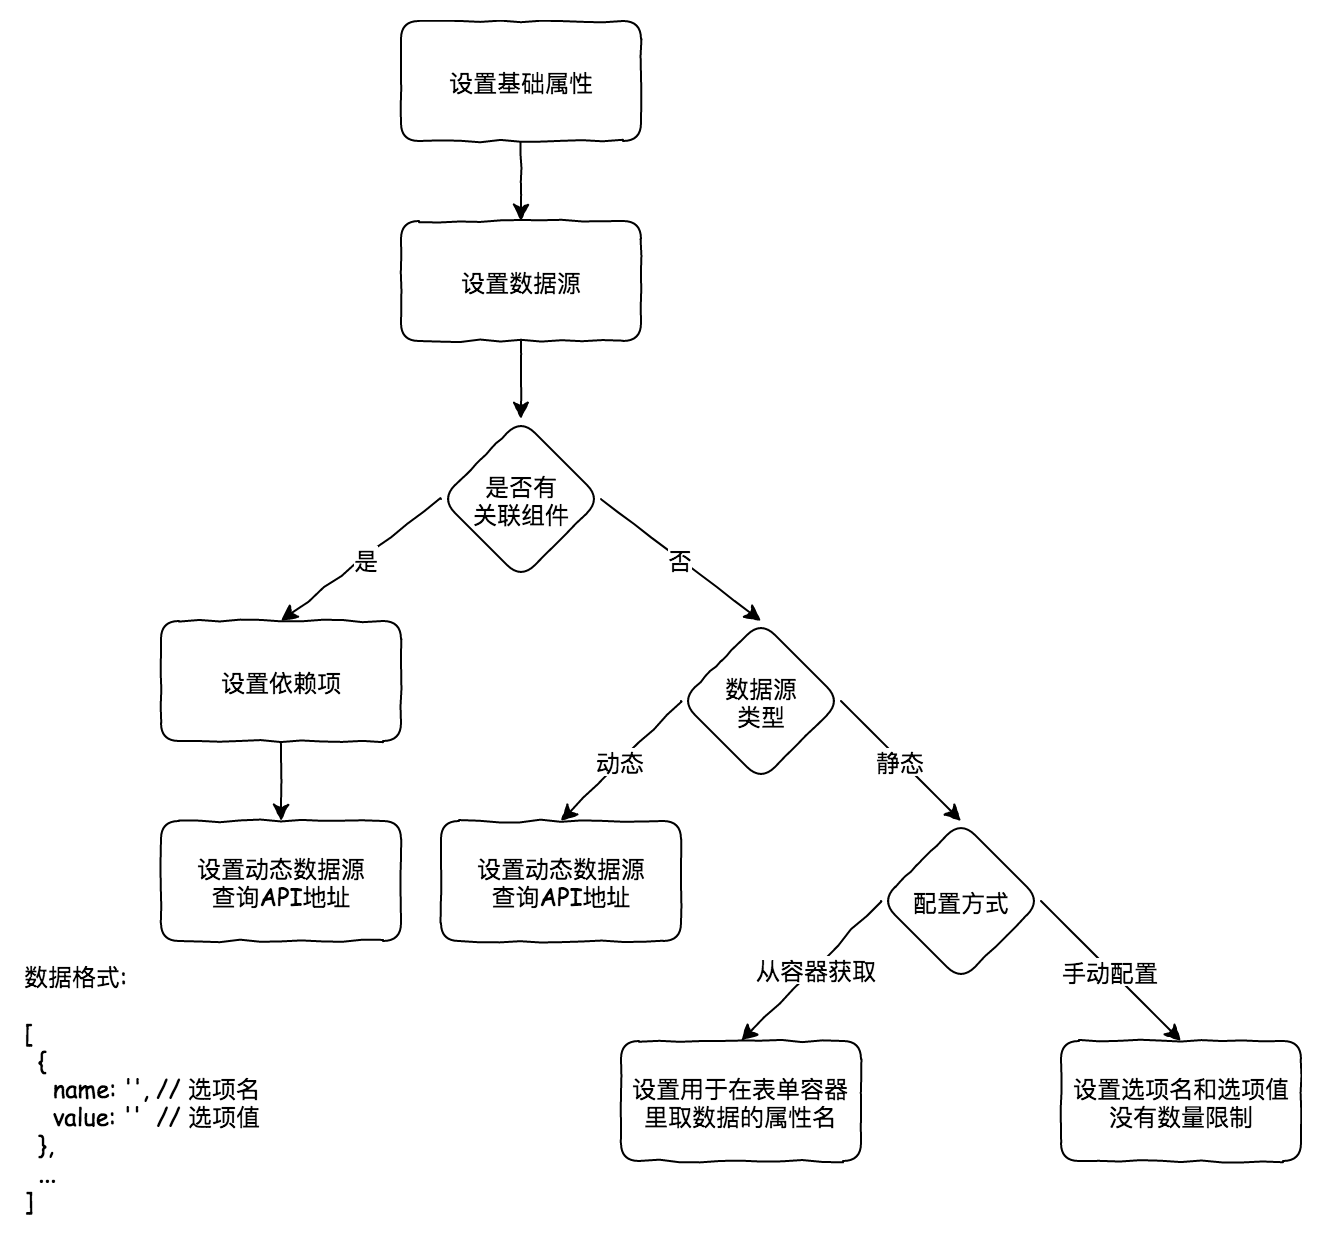 设置基础属性
设置数据源
是否有
关联组件
是
否
设置依赖项
数据源
类型
动态
静态
设置动态数据源
查询API地址
设置动态数据源
查询API地址
配置方式
从容器获取
手动配置
设置用于在表单容器
里取数据的属性名
设置选项名和选项值
没有数量限制
数据格式:
[
{
name: '', // 选项名
value: '' // 选项值
},
...
]